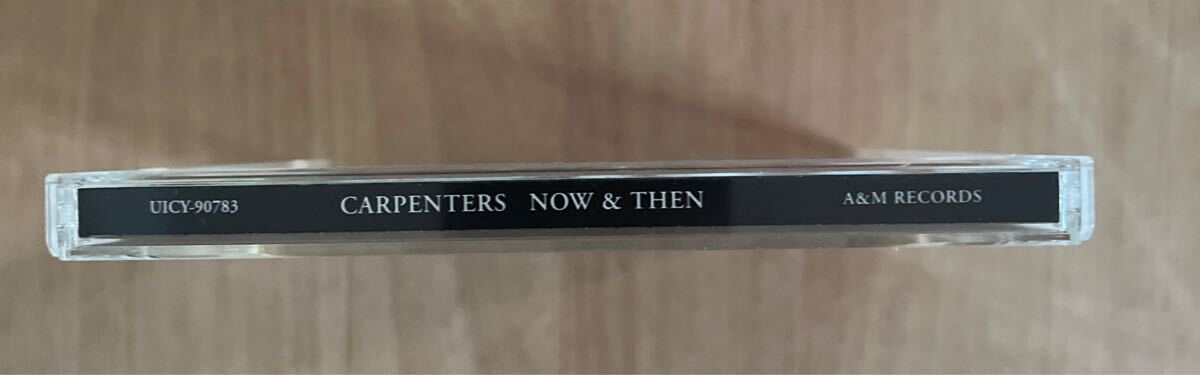 UICY-90783 CARPENTERS NOW & THEN A&M RECORDS